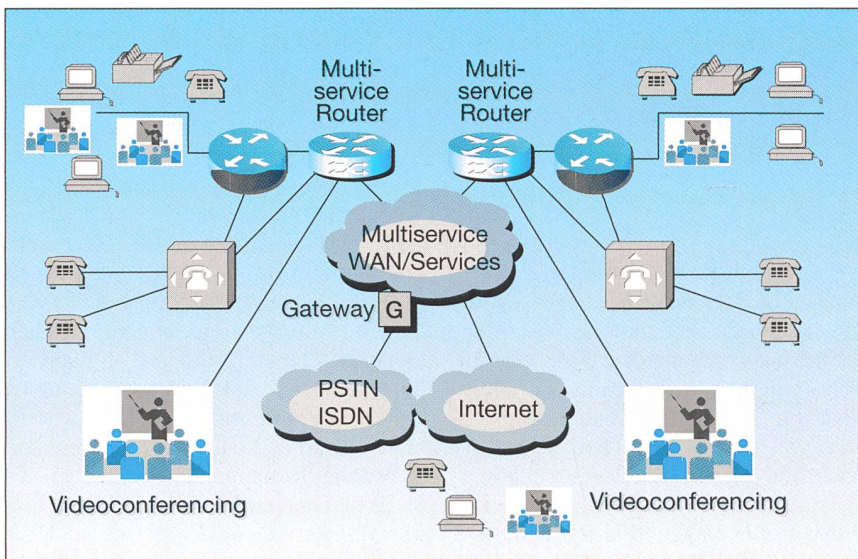 Multi-
service
Router
Multi-
service
Router
Multiservice
WAN/Services
Gateway
G
PSTN
ISDN
Internet
Videoconferencing
Videoconferencing